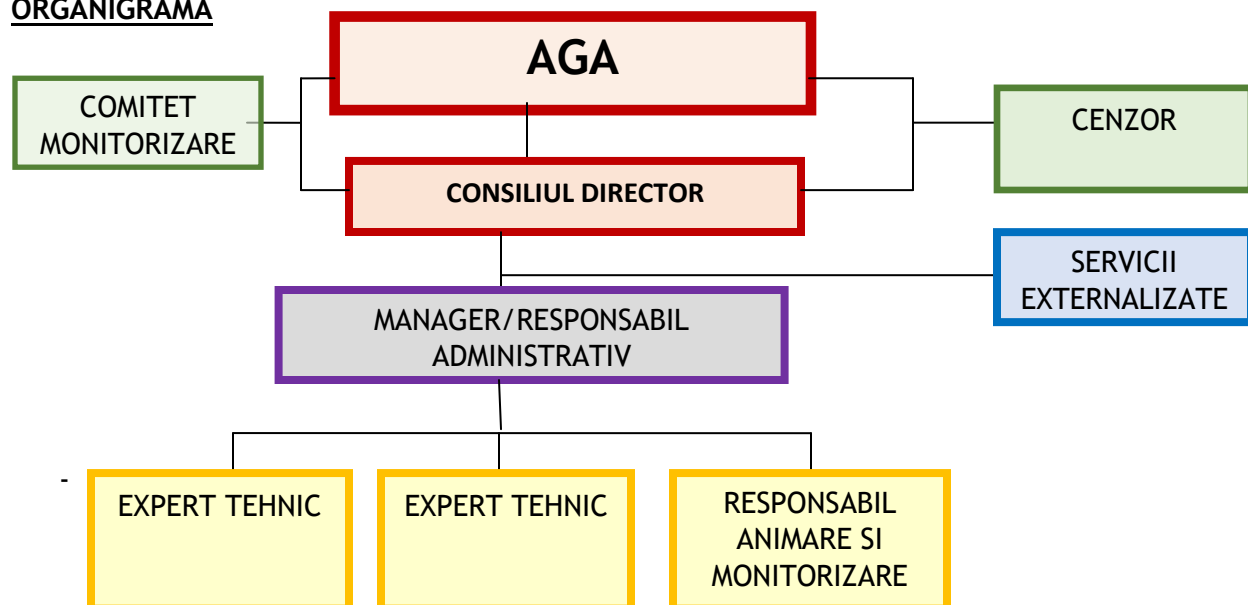 ORGANIGRAMA
AGA
COMITET
MONITORIZARE
CENZOR
CONSILIUL DIRECTOR
SERVICII
EXTERNALIZATE
MANAGER/RESPONSABIL
ADMINISTRATIV
-
EXPERT TEHNIC
EXPERT TEHNIC
RESPONSABIL
ANIMARE SI
MONITORIZARE